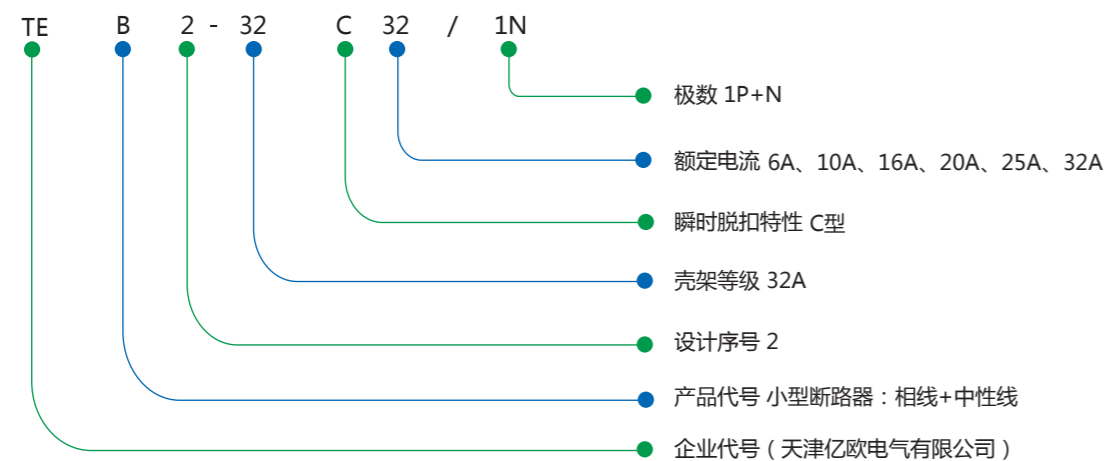 TE B 2 - 32 C 32 / 1N
极数 1P+N
额定电流 6A、10A、16A、20A、25A、32A
瞬时脱扣特性 C型
壳架等级 32A
设计序号 2
产品代号 小型断路器：相线+中性线
企业代号（天津亿欧电气有限公司）